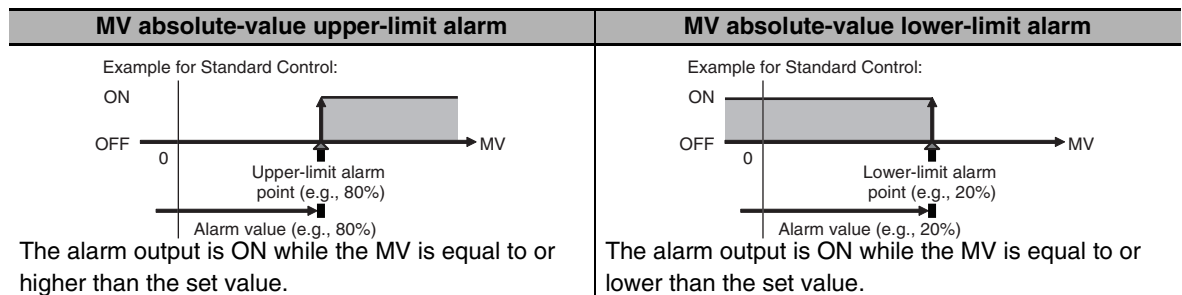 MV absolute-value upper-limit alarm
MV absolute-value lower-limit alarm
Example for Standard Control:
ON
OFF
0
MV
Upper-limit alarm
point (e.g., 80%)
Alarm value (e.g., 80%)
The alarm output is ON while the MV is equal to or
higher than the set value.
Example for Standard Control:
ON
OFF
0
MV
Lower-limit alarm
point (e.g., 20%)
Alarm value (e.g., 20%)
The alarm output is ON while the MV is equal to or
lower than the set value.